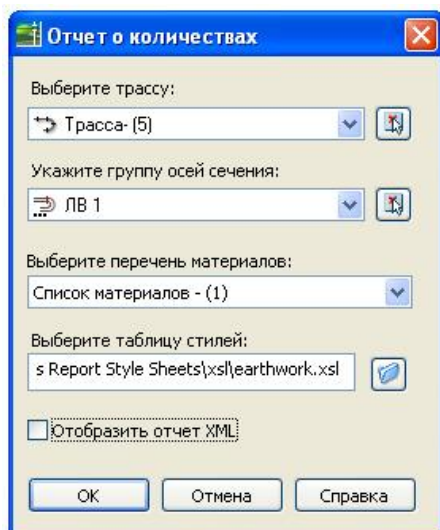 Отчет о количествах
Выберите трассу:
Трасса- (5)
Укажите группу осей сечения:
ЛВ 1
Выберите перечень материалов:
Список материалов - (1)
Выберите таблицу стилей:
s Report Style Sheets\xsl\earthwork.xsl
Отобразить отчет XML
ОК
Отмена
Справка